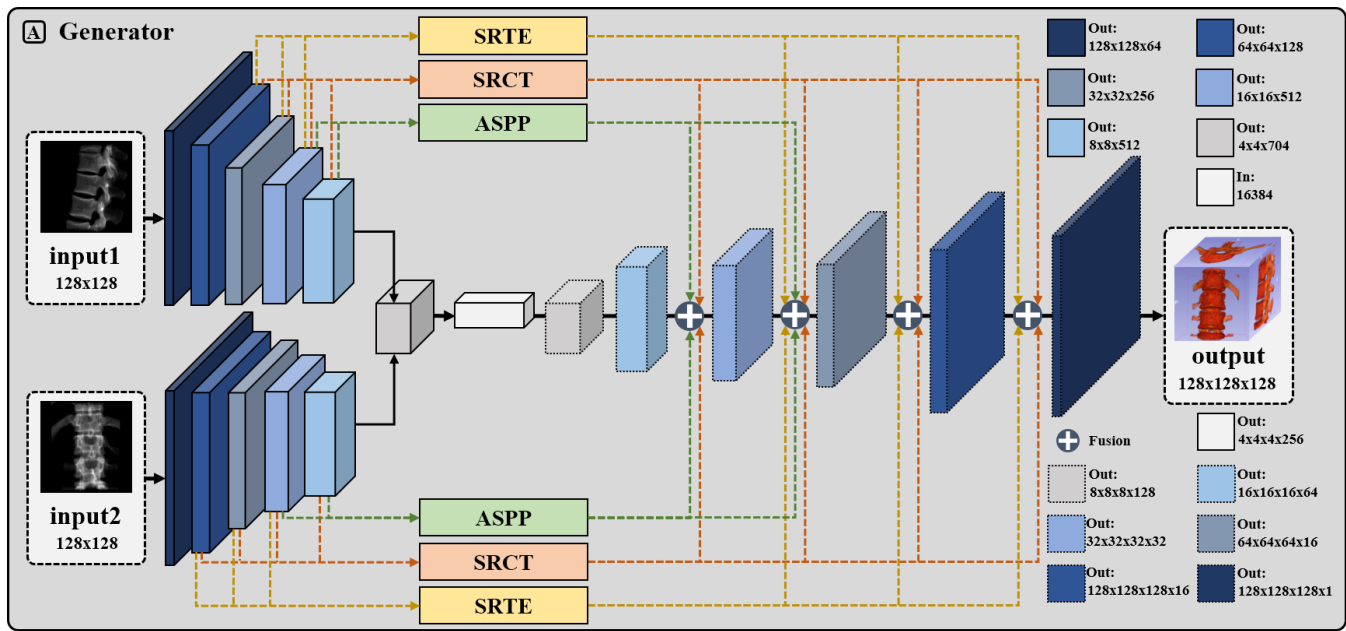 A Generator
SRTE
SRCT
ASPP
input1
128x128
input2
128x128
ASPP
SRCT
SRTE
Out:
128x128x64
Out:
64x64x128
Out:
32x32x256
Out:
16x16x512
Out:
8x8x512
Out:
4x4x704
In:
16384
output
128x128x128
Fusion
Out:
4x4x4x256
Out:
8x8x8x128
Out:
16x16x16x64
Out:
32x32x32x32
Out:
64x64x64x16
Out:
128x128x128x16
Out:
128x128x128x1